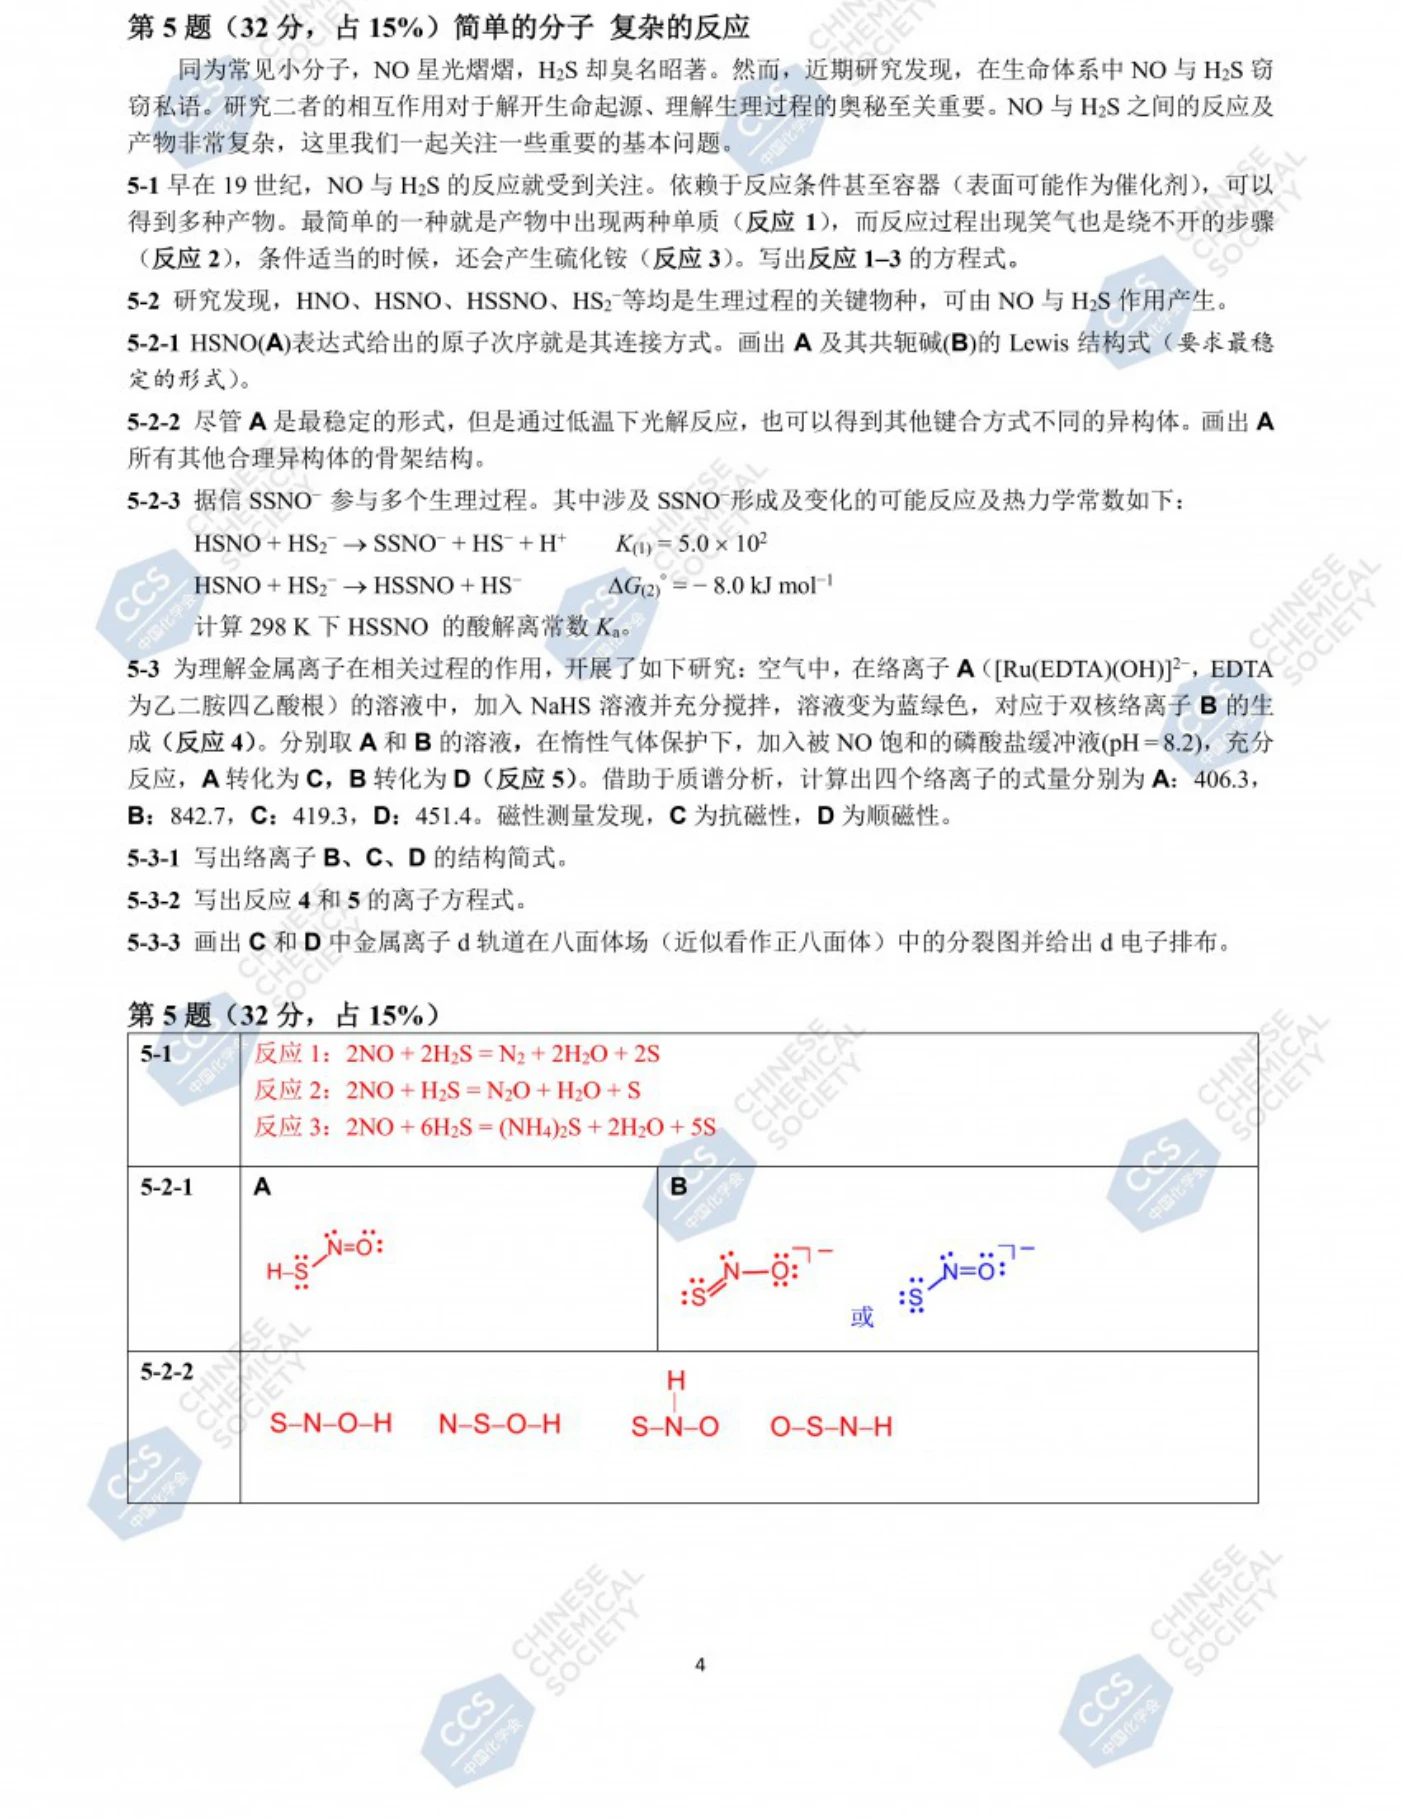 第 5 题（32 分，占 15%）简单的分子 复杂的反应
同为常见小分子，NO 星光熠熠，H₂S 却臭名昭著。然而，近期研究发现，在生命体系中 NO 与 H₂S 窃
窃私语。研究二者的相互作用对于解开生命起源、理解生理过程的奥秘至关重要。NO 与 H₂S 之间的反应及
产物非常复杂，这里我们一起关注一些重要的基本问题。
5-1 早在 19 世纪，NO 与 H₂S 的反应就受到关注。依赖于反应条件甚至容器（表面可能作为催化剂），可以
得到多种产物。最简单的一种就是产物中出现两种单质（反应 1），而反应过程出现笑气也是绕不开的步骤
（反应 2），条件适当的时候，还会产生硫化铵（反应 3）。写出反应 1–3 的方程式。
5-2 研究发现，HNO、HSNO、HSSNO、HS₂⁻等均是生理过程的关键物种，可由 NO 与 H₂S 作用产生。
5-2-1 HSNO(A)表达式给出的原子次序就是其连接方式。画出 A 及其共轭碱(B)的 Lewis 结构式（要求最稳
定的形式）。
5-2-2 尽管 A 是最稳定的形式，但是通过低温下光解反应，也可以得到其他键合方式不同的异构体。画出 A
所有其他合理异构体的骨架结构。
5-2-3 据信 SSNO⁻ 参与多个生理过程。其中涉及 SSNO⁻形成及变化的可能反应及热力学常数如下：
HSNO + HS₂⁻ → SSNO⁻ + HS⁻ + H⁺ K₍₁₎ = 5.0 × 10²
HSNO + HS₂⁻ → HSSNO + HS⁻ ΔG₍₂₎° = − 8.0 kJ mol⁻¹
计算 298 K 下 HSSNO 的酸解离常数 Kₐ。
5-3 为理解金属离子在相关过程的作用，开展了如下研究：空气中，在络离子 A（[Ru(EDTA)(OH)]²⁻，EDTA
为乙二胺四乙酸根）的溶液中，加入 NaHS 溶液并充分搅拌，溶液变为蓝绿色，对应于双核络离子 B 的生
成（反应 4）。分别取 A 和 B 的溶液，在惰性气体保护下，加入被 NO 饱和的磷酸盐缓冲液(pH = 8.2)，充分
反应，A 转化为 C，B 转化为 D（反应 5）。借助于质谱分析，计算出四个络离子的式量分别为 A：406.3，
B：842.7，C：419.3，D：451.4。磁性测量发现，C 为抗磁性，D 为顺磁性。
5-3-1 写出络离子 B、C、D 的结构简式。
5-3-2 写出反应 4 和 5 的离子方程式。
5-3-3 画出 C 和 D 中金属离子 d 轨道在八面体场（近似看作正八面体）中的分裂图并给出 d 电子排布。
第 5 题（32 分，占 15%）
5-1
反应 1：2NO + 2H₂S = N₂ + 2H₂O + 2S
反应 2：2NO + H₂S = N₂O + H₂O + S
反应 3：2NO + 6H₂S = (NH₄)₂S + 2H₂O + 5S
5-2-1 A B
H–S N=O
S=N—O − 或 S N=O −
5-2-2
H
S–N–O–H N–S–O–H S–N–O O–S–N–H
4
CHINESE
CHEMICAL
SOCIETY
CCS
中国化学会